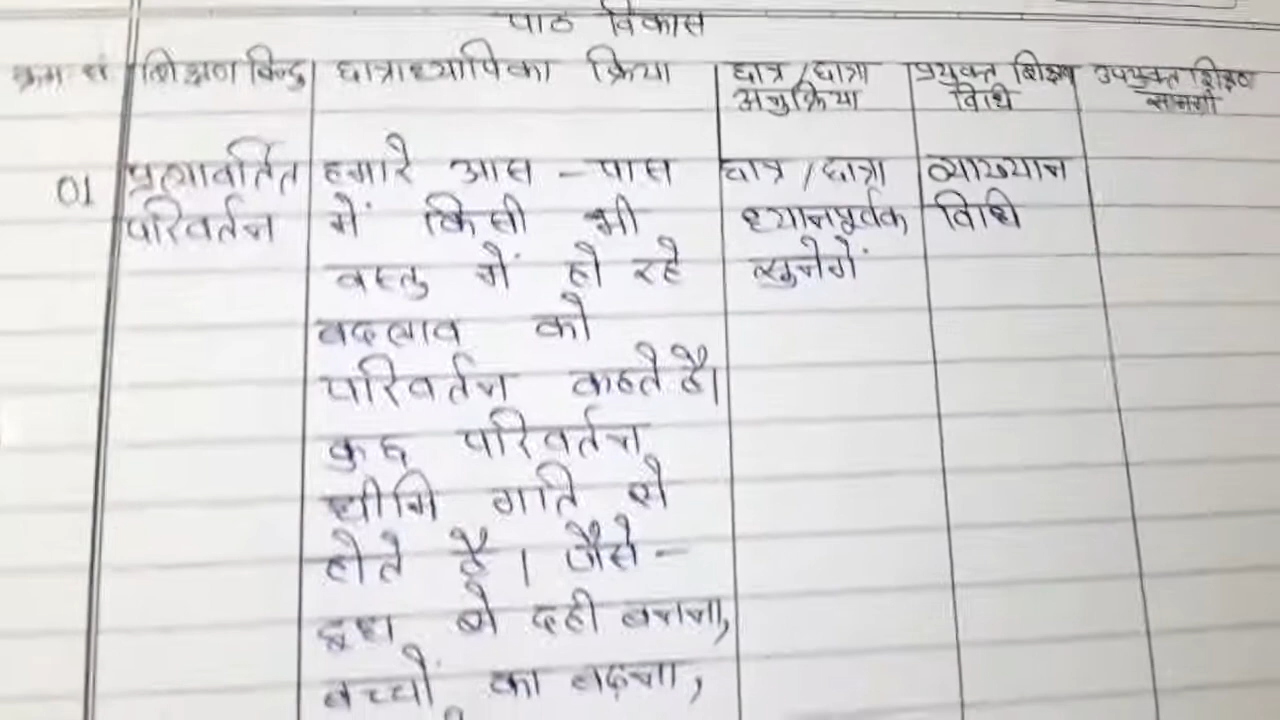 पाठ विकास
क्रम सं शिक्षण बिन्दु छात्राध्यापिका क्रिया छात्र/छात्रा अनुक्रिया प्रयुक्त शिक्षण विधि उपयुक्त शिक्षण सामग्री
01 प्रत्यावर्तित हमारे आस-पास छात्र/छात्रा व्याख्यान
परिवर्तन में किसी भी ध्यानपूर्वक विधि
वस्तु में हो रहे सुनेगें
बदलाव को
परिवर्तन कहते है।
कुछ परिवर्तन
धीमि गति से
होते है। जैसे-
दूध से दही बनना,
बच्चों का बढ़ना,